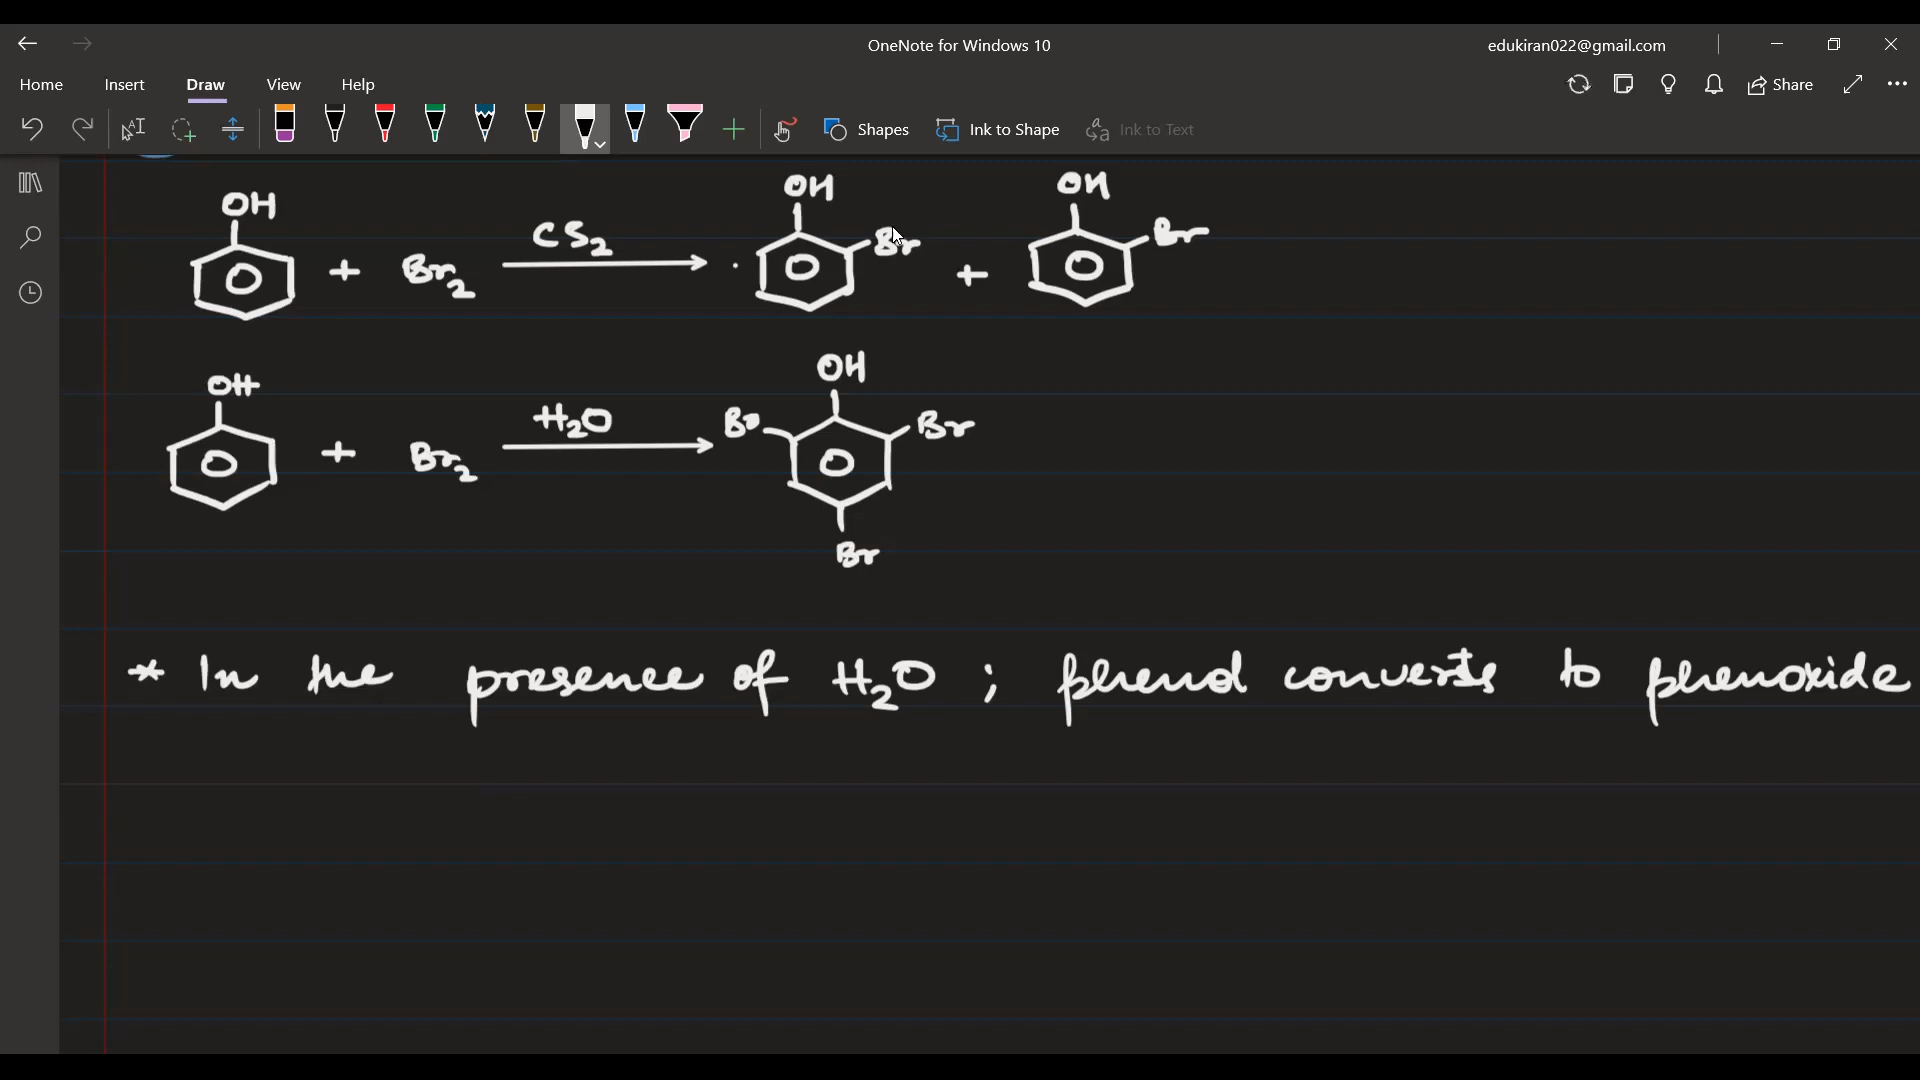 OneNote for Windows 10
edukiran022@gmail.com
Home Insert Draw View Help
Share
Shapes Ink to Shape Ink to Text
OH OH OH
+ Br2 CS2 → . Br + Br
OH OH
+ Br2 H2O → Br Br
Br
* In the presence of H2O ; phenol converts to phenoxide